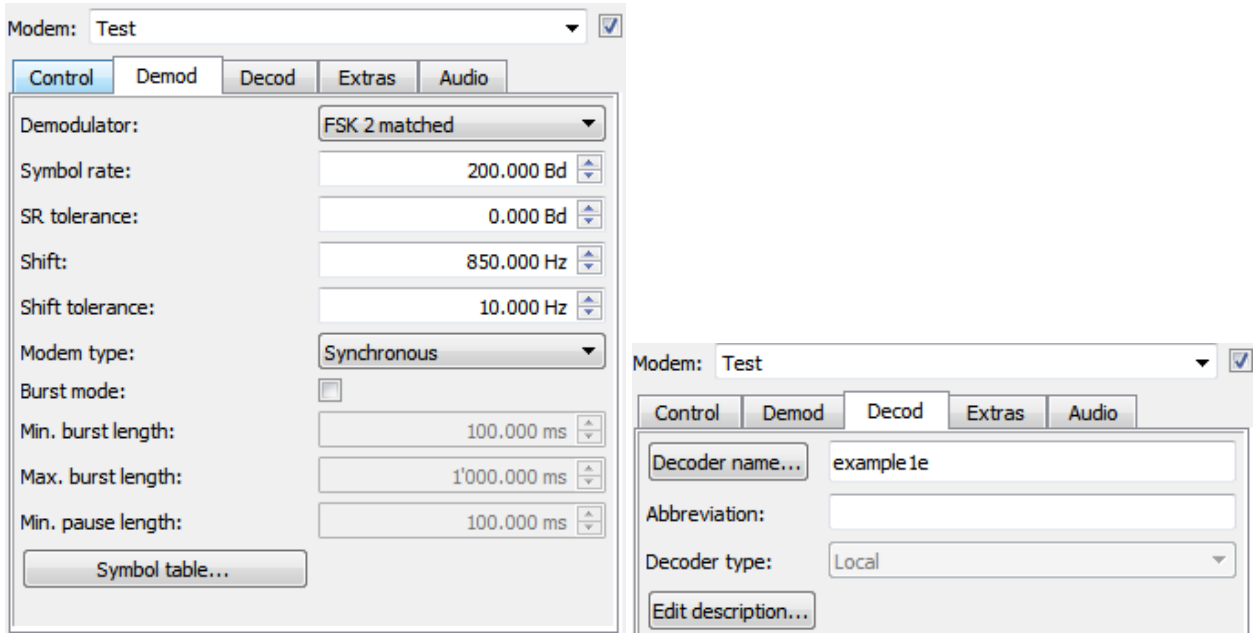 Modem: Test
Control Demod Decod Extras Audio
Demodulator: FSK 2 matched
Symbol rate: 200.000 Bd
SR tolerance: 0.000 Bd
Shift: 850.000 Hz
Shift tolerance: 10.000 Hz
Modem type: Synchronous
Burst mode:
Min. burst length: 100.000 ms
Max. burst length: 1'000.000 ms
Min. pause length: 100.000 ms
Symbol table...
Modem: Test
Control Demod Decod Extras Audio
Decoder name... example1e
Abbreviation:
Decoder type: Local
Edit description...